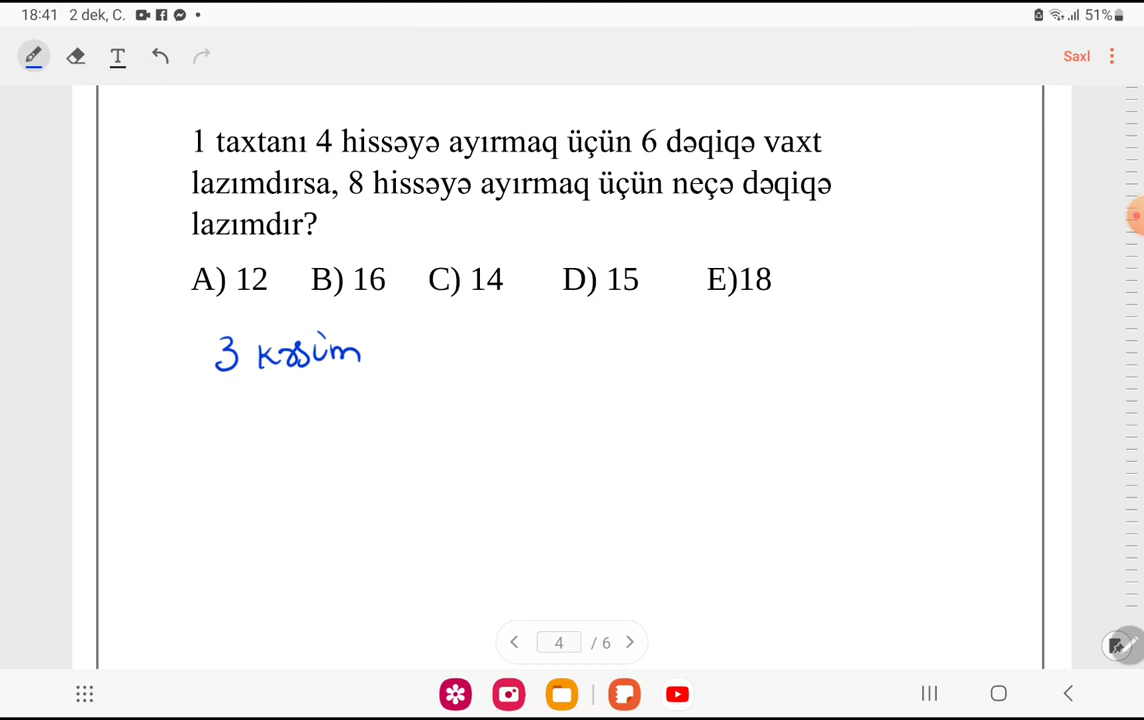 18:41 2 dek, C.
51%
T
Saxl
1 taxtanı 4 hissəyə ayırmaq üçün 6 dəqiqə vaxt
lazımdırsa, 8 hissəyə ayırmaq üçün neçə dəqiqə
lazımdır?
A) 12 B) 16 C) 14 D) 15 E)18
3 kəsim
4 / 6